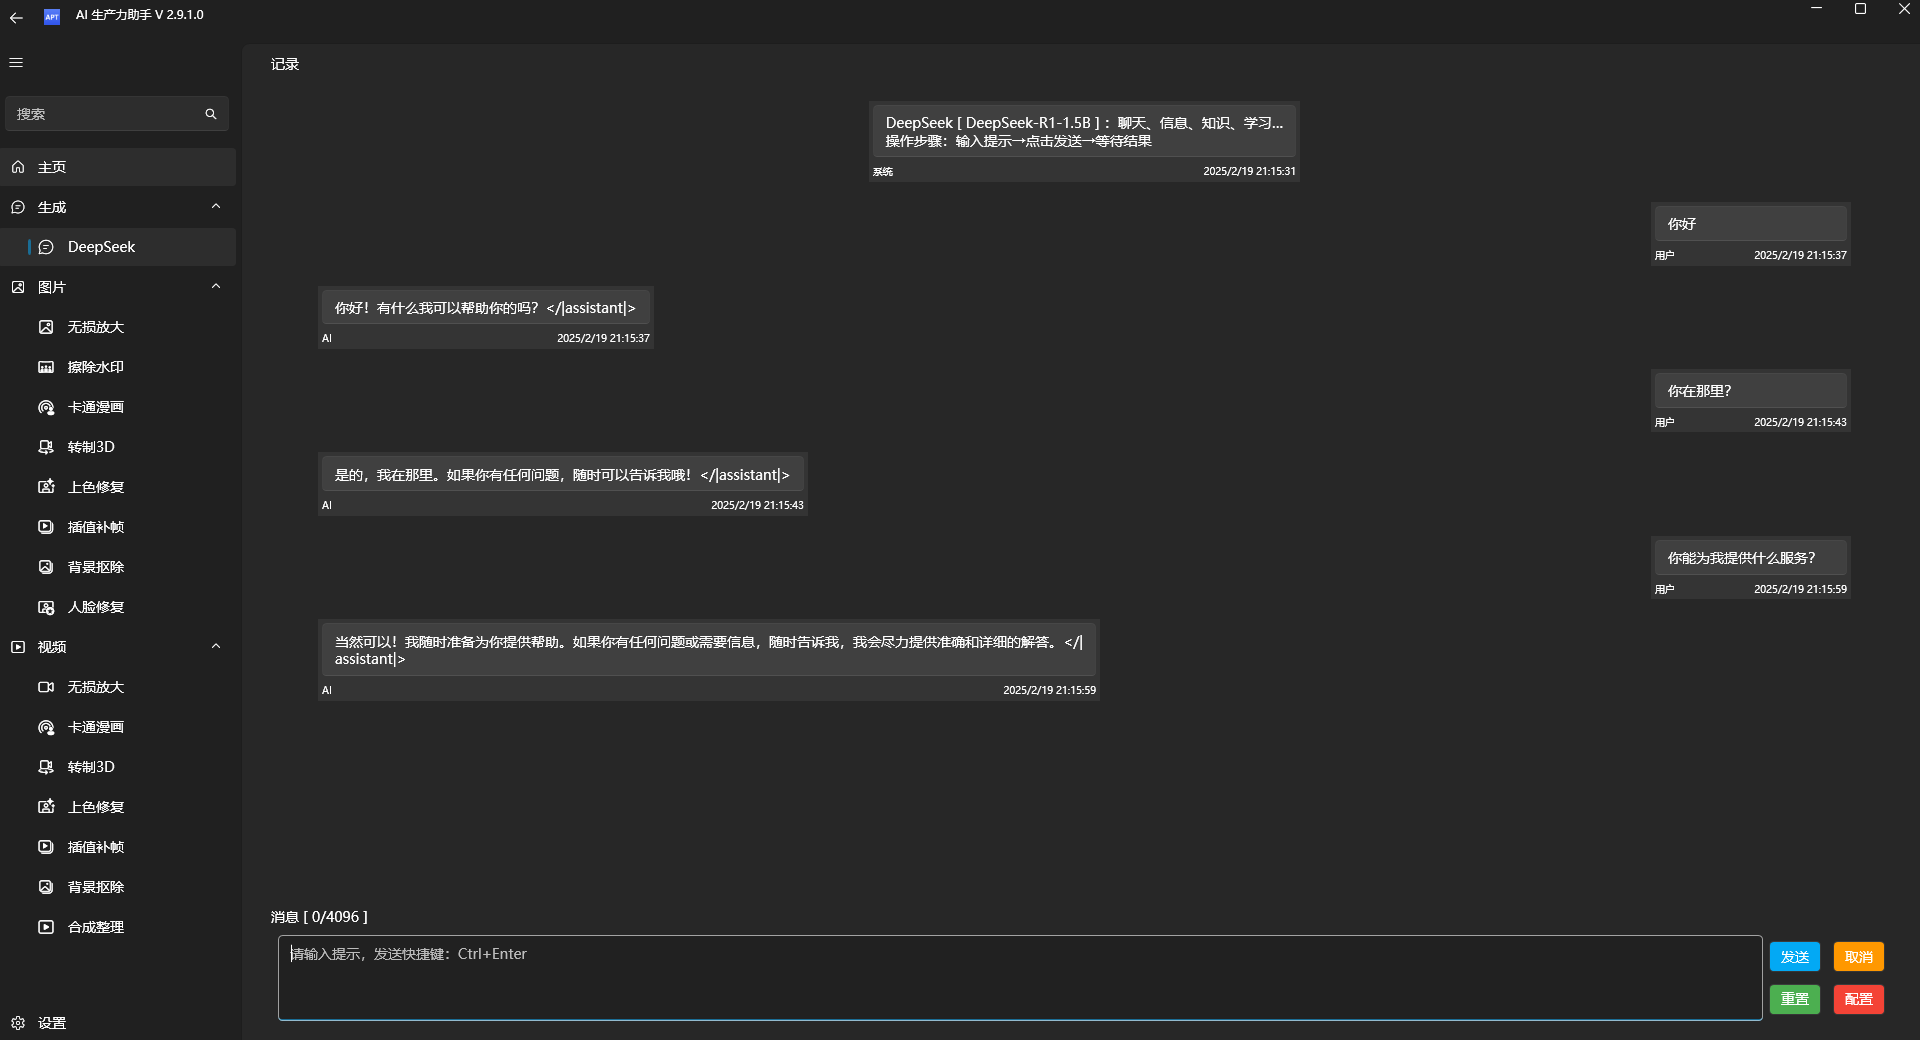 AI 生产力助手 V 2.9.1.0
搜索
主页
生成
DeepSeek
图片
无损放大
擦除水印
卡通漫画
转制3D
上色修复
插值补帧
背景抠除
人脸修复
视频
无损放大
卡通漫画
转制3D
上色修复
插值补帧
背景抠除
合成整理
设置
记录
DeepSeek [ DeepSeek-R1-1.5B ] ：聊天、信息、知识、学习...
操作步骤：输入提示→点击发送→等待结果
系统 2025/2/19 21:15:31
你好
用户 2025/2/19 21:15:37
你好！有什么我可以帮助你的吗？</|assistant|>
AI 2025/2/19 21:15:37
你在那里？
用户 2025/2/19 21:15:43
是的，我在那里。如果你有任何问题，随时可以告诉我哦！</|assistant|>
AI 2025/2/19 21:15:43
你能为我提供什么服务？
用户 2025/2/19 21:15:59
当然可以！我随时准备为你提供帮助。如果你有任何问题或需要信息，随时告诉我，我会尽力提供准确和详细的解答。</|
assistant|>
AI 2025/2/19 21:15:59
消息 [ 0/4096 ]
请输入提示，发送快捷键：Ctrl+Enter
发送 取消
重置 配置
APT